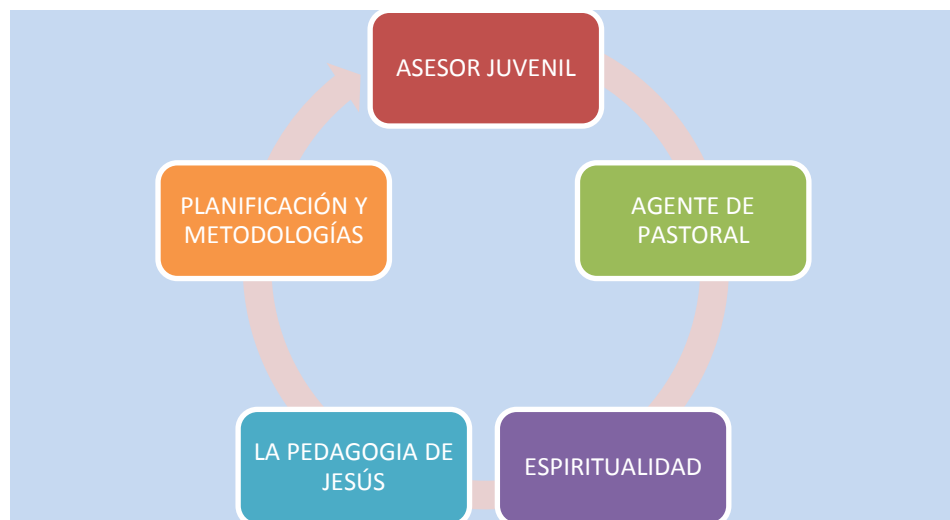 ASESOR JUVENIL
AGENTE DE
PASTORAL
ESPIRITUALIDAD
LA PEDAGOGIA DE
JESÚS
PLANIFICACIÓN Y
METODOLOGÍAS